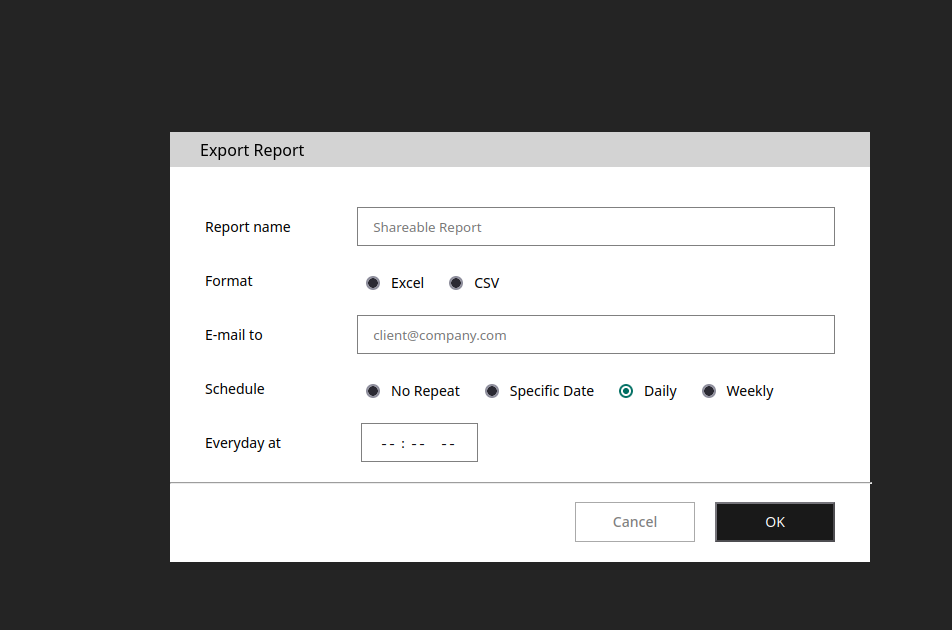 Export Report
Report name Shareable Report
Format Excel CSV
E-mail to client@company.com
Schedule No Repeat Specific Date Daily Weekly
Everyday at --:-- --
Cancel OK